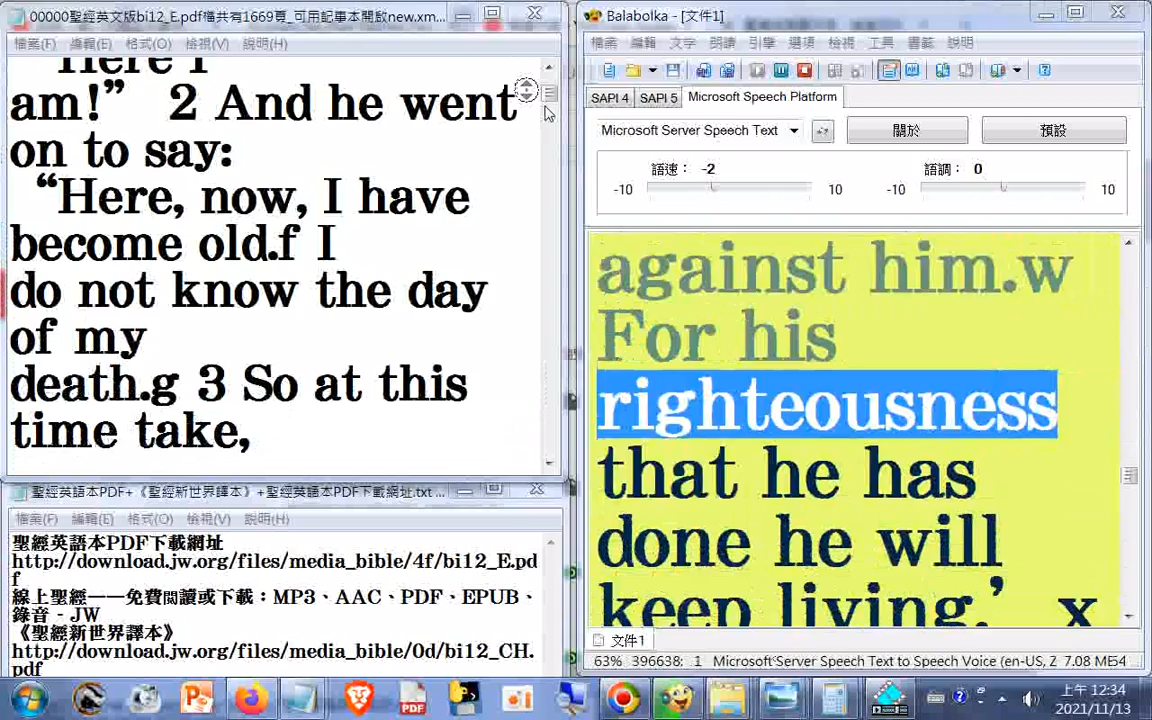 00000聖經英文版bi12_E.pdf檔共有1669頁_可用記事本開啟new.xm...
檔案(F) 編輯(E) 格式(O) 檢視(V) 說明(H)
"Here I
am!” 2 And he went
on to say:
“Here, now, I have
become old.f I
do not know the day
of my
death.g 3 So at this
time take,
聖經英語本PDF+《聖經新世界譯本》+聖經英語本PDF下載網址.txt ...
檔案(F) 編輯(E) 格式(O) 檢視(V) 說明(H)
聖經英語本PDF下載網址
http://download.jw.org/files/media_bible/4f/bi12_E.pd
f
線上聖經——免費閱讀或下載：MP3、AAC、PDF、EPUB、
錄音 - JW
《聖經新世界譯本》
http://download.jw.org/files/media_bible/0d/bi12_CH.
pdf
Balabolka - [文件1]
檔案 編輯 文字 朗讀 引擎 選項 檢視 工具 書籤 說明
SAPI 4 SAPI 5 Microsoft Speech Platform
Microsoft Server Speech Text 關於 預設
語速： -2 語調： 0
-10 10 -10 10
against him.w
For his
righteousness
that he has
done he will
keep living.’ x
文件1
63% 396638: 1 Microsoft Server Speech Text to Speech Voice (en-US, Z 7.08 ME54
上午 12:34
2021/11/13